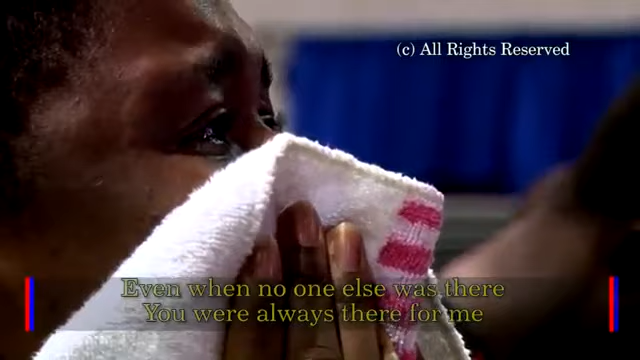 (c) All Rights Reserved
Even when no one else was there
You were always there for me